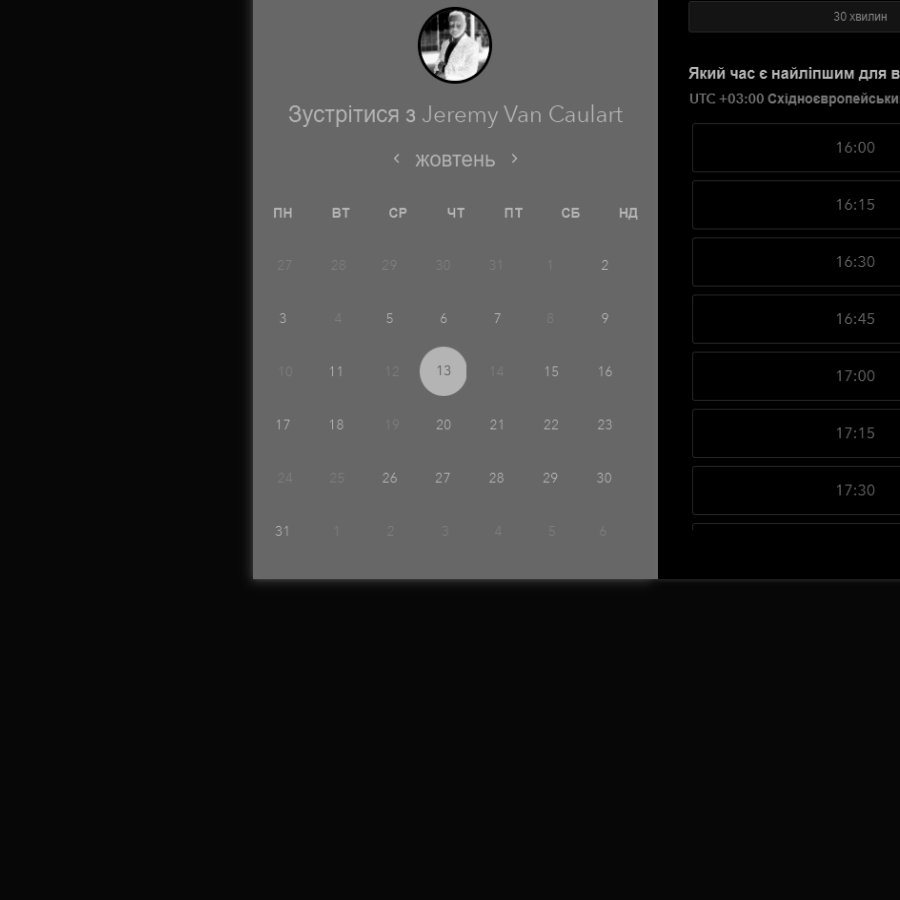 Зустрітися з Jeremy Van Caulart
‹ жовтень ›
ПН ВТ СР ЧТ ПТ СБ НД
27 28 29 30 31 1 2
3 4 5 6 7 8 9
10 11 12 13 14 15 16
17 18 19 20 21 22 23
24 25 26 27 28 29 30
31 1 2 3 4 5 6
30 хвилин
Який час є найліпшим для в
UTC +03:00 Східноєвропейськи
16:00
16:15
16:30
16:45
17:00
17:15
17:30